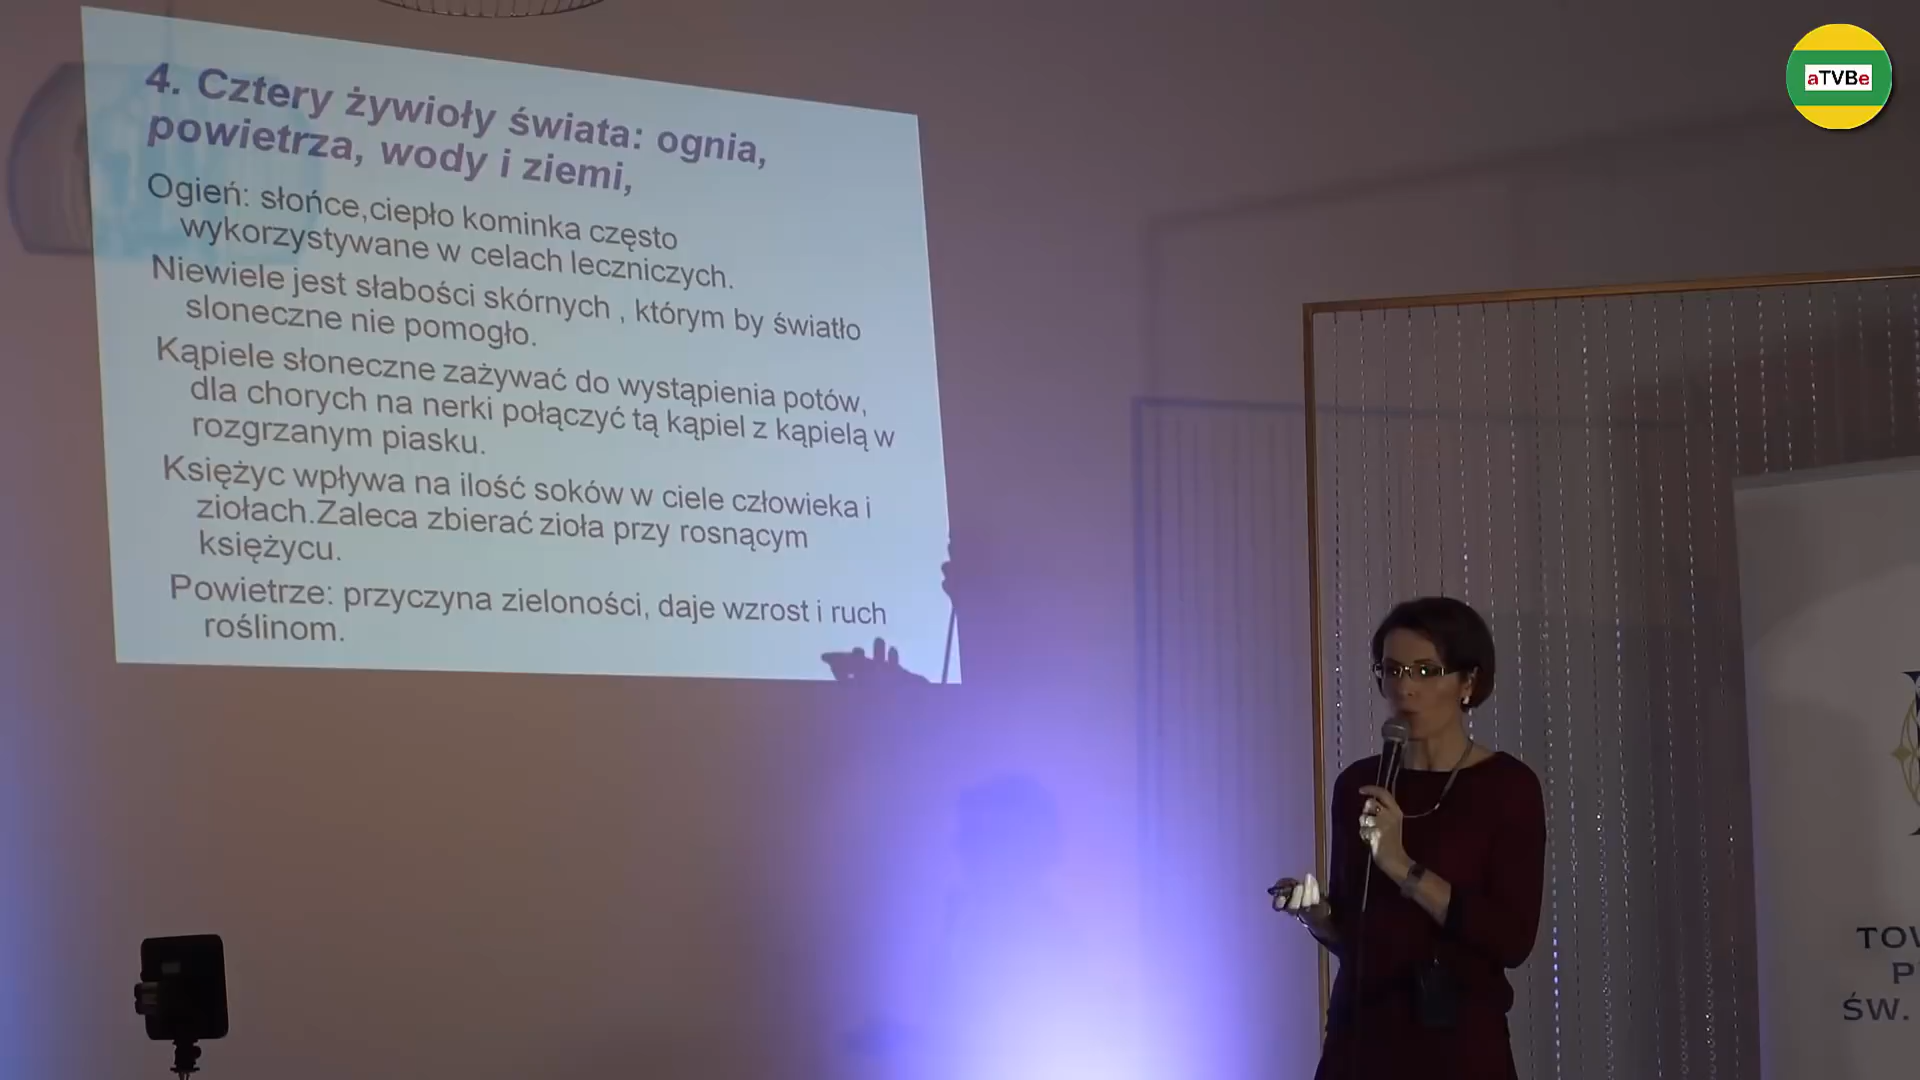 4. Cztery żywioły świata: ognia,
powietrza, wody i ziemi,
Ogień: słońce,ciepło kominka często
wykorzystywane w celach leczniczych.
Niewiele jest słabości skórnych , którym by światło
sloneczne nie pomogło.
Kąpiele słoneczne zażywać do wystąpienia potów,
dla chorych na nerki połączyć tą kąpiel z kąpielą w
rozgrzanym piasku.
Księżyc wpływa na ilość soków w ciele człowieka i
ziołach.Zaleca zbierać zioła przy rosnącym
księżycu.
Powietrze: przyczyna zieloności, daje wzrost i ruch
roślinom.
aTVBe
ŚW.